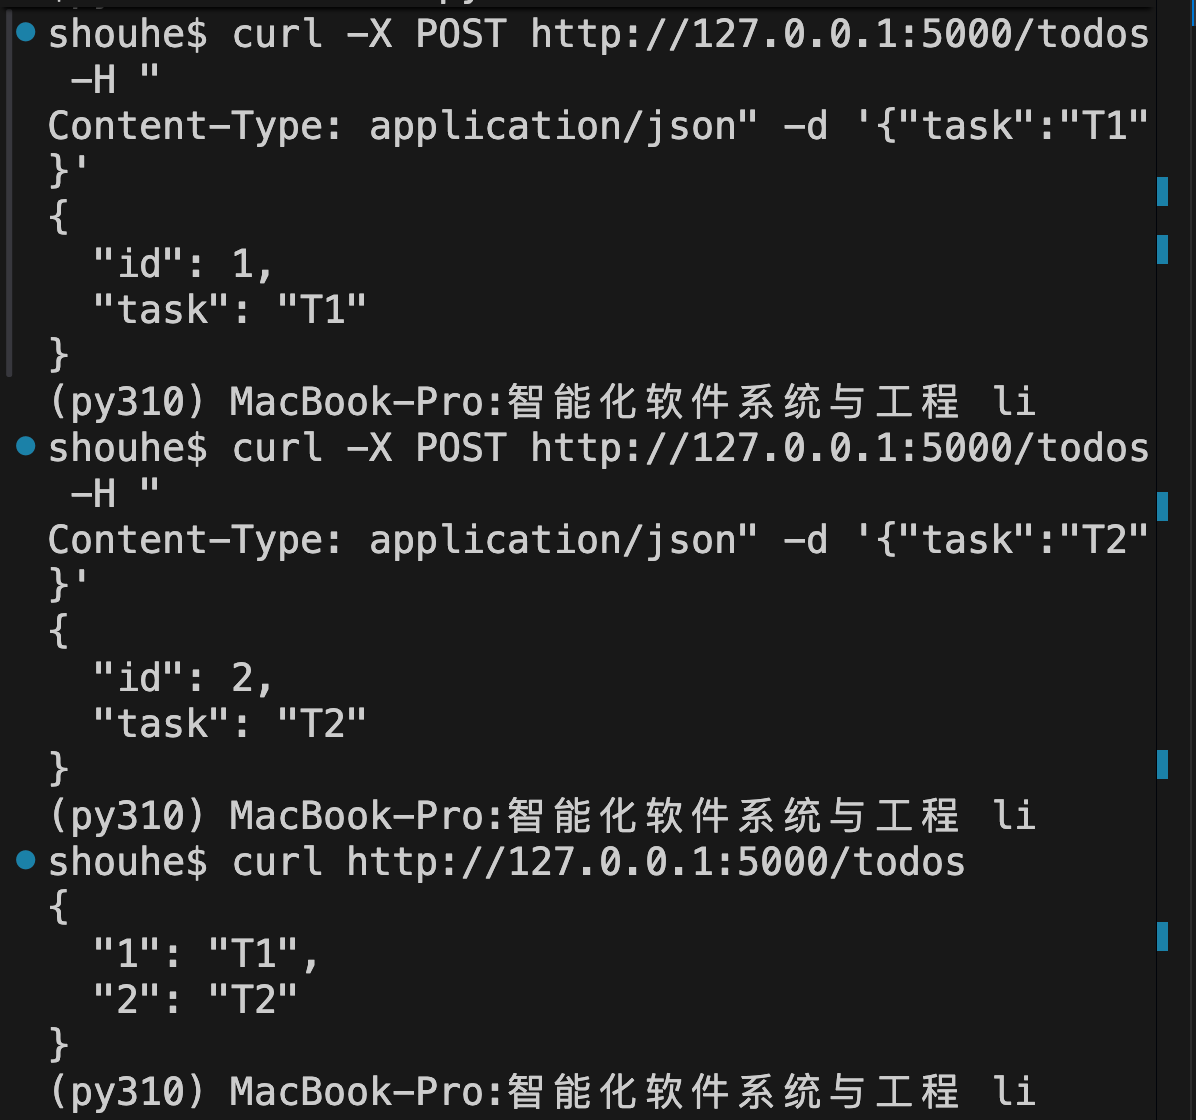 shouhe$ curl -X POST http://127.0.0.1:5000/todos
-H "
Content-Type: application/json" -d '{"task":"T1"
}'
{
"id": 1,
"task": "T1"
}
(py310) MacBook-Pro:智能化软件系统与工程 li
shouhe$ curl -X POST http://127.0.0.1:5000/todos
-H "
Content-Type: application/json" -d '{"task":"T2"
}'
{
"id": 2,
"task": "T2"
}
(py310) MacBook-Pro:智能化软件系统与工程 li
shouhe$ curl http://127.0.0.1:5000/todos
{
"1": "T1",
"2": "T2"
}
(py310) MacBook-Pro:智能化软件系统与工程 li